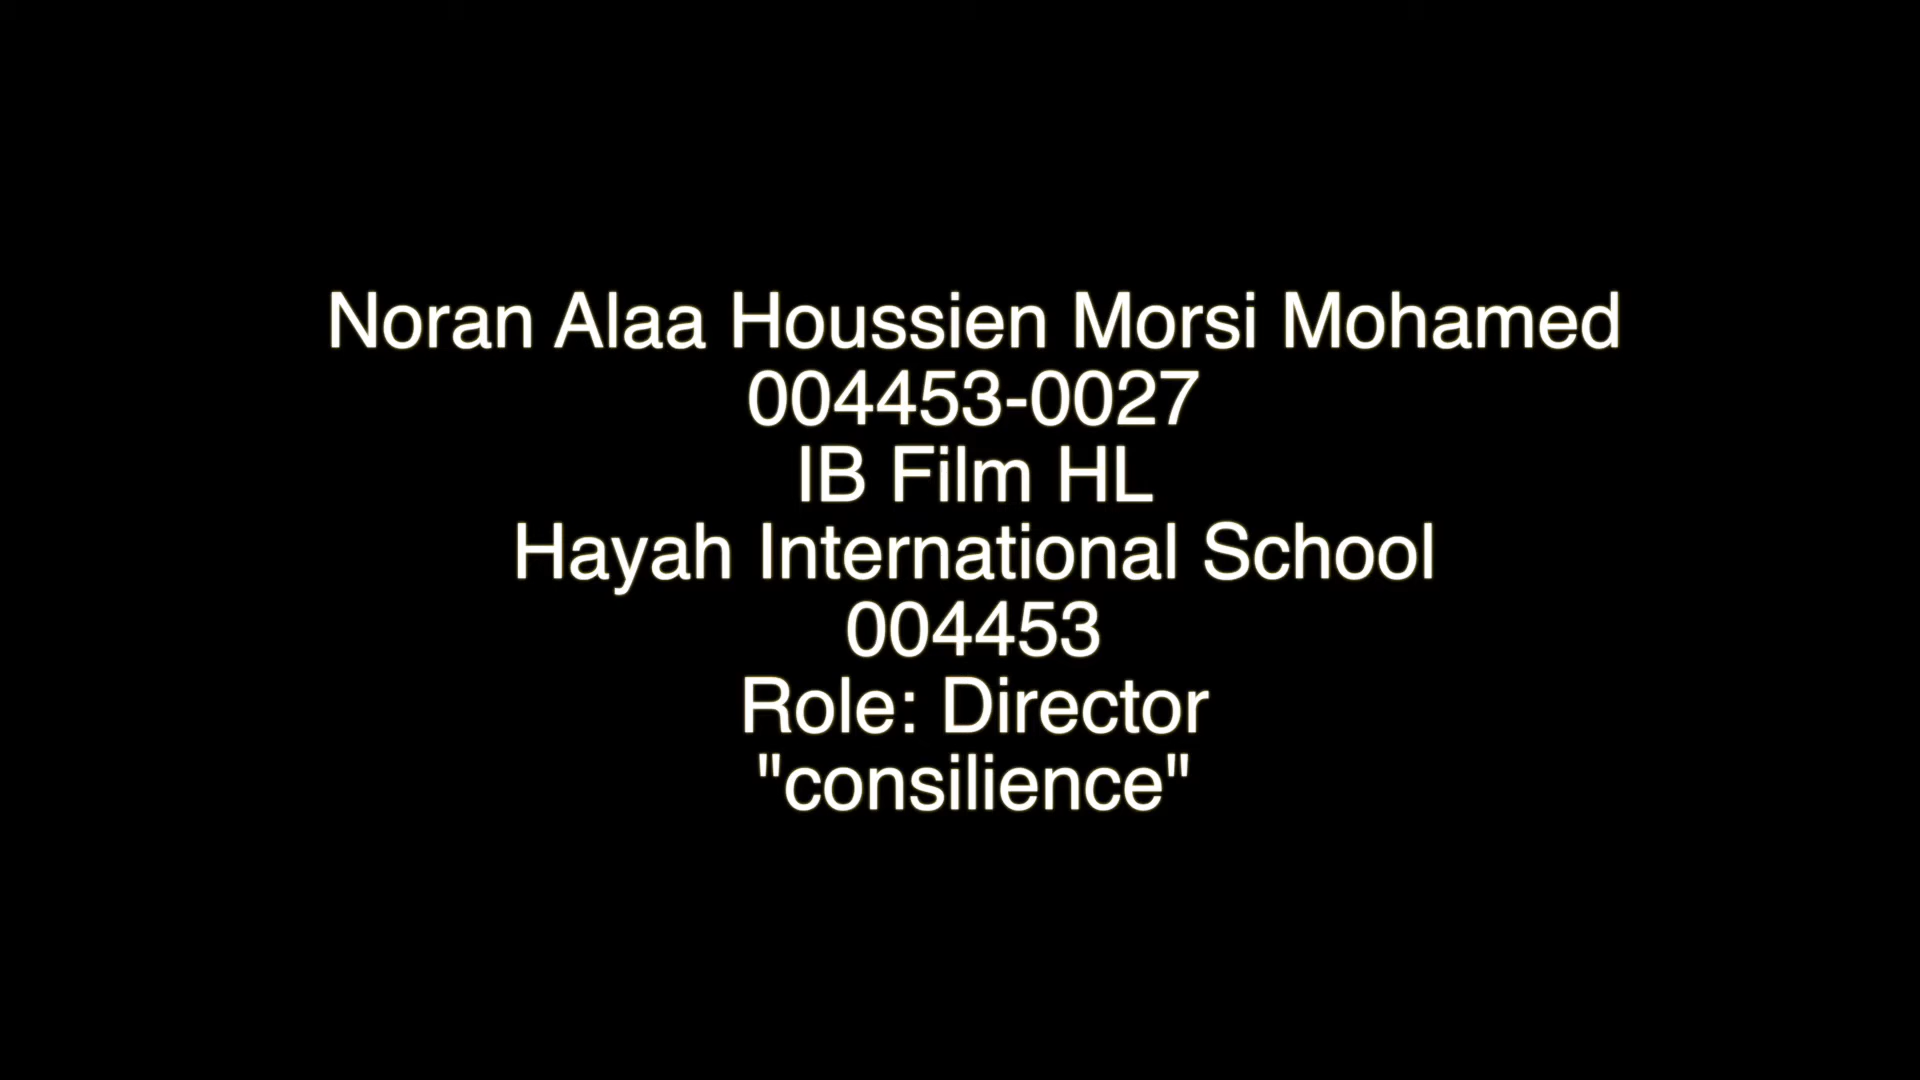 Noran Alaa Houssien Morsi Mohamed
004453-0027
IB Film HL
Hayah International School
004453
Role: Director
"consilience"